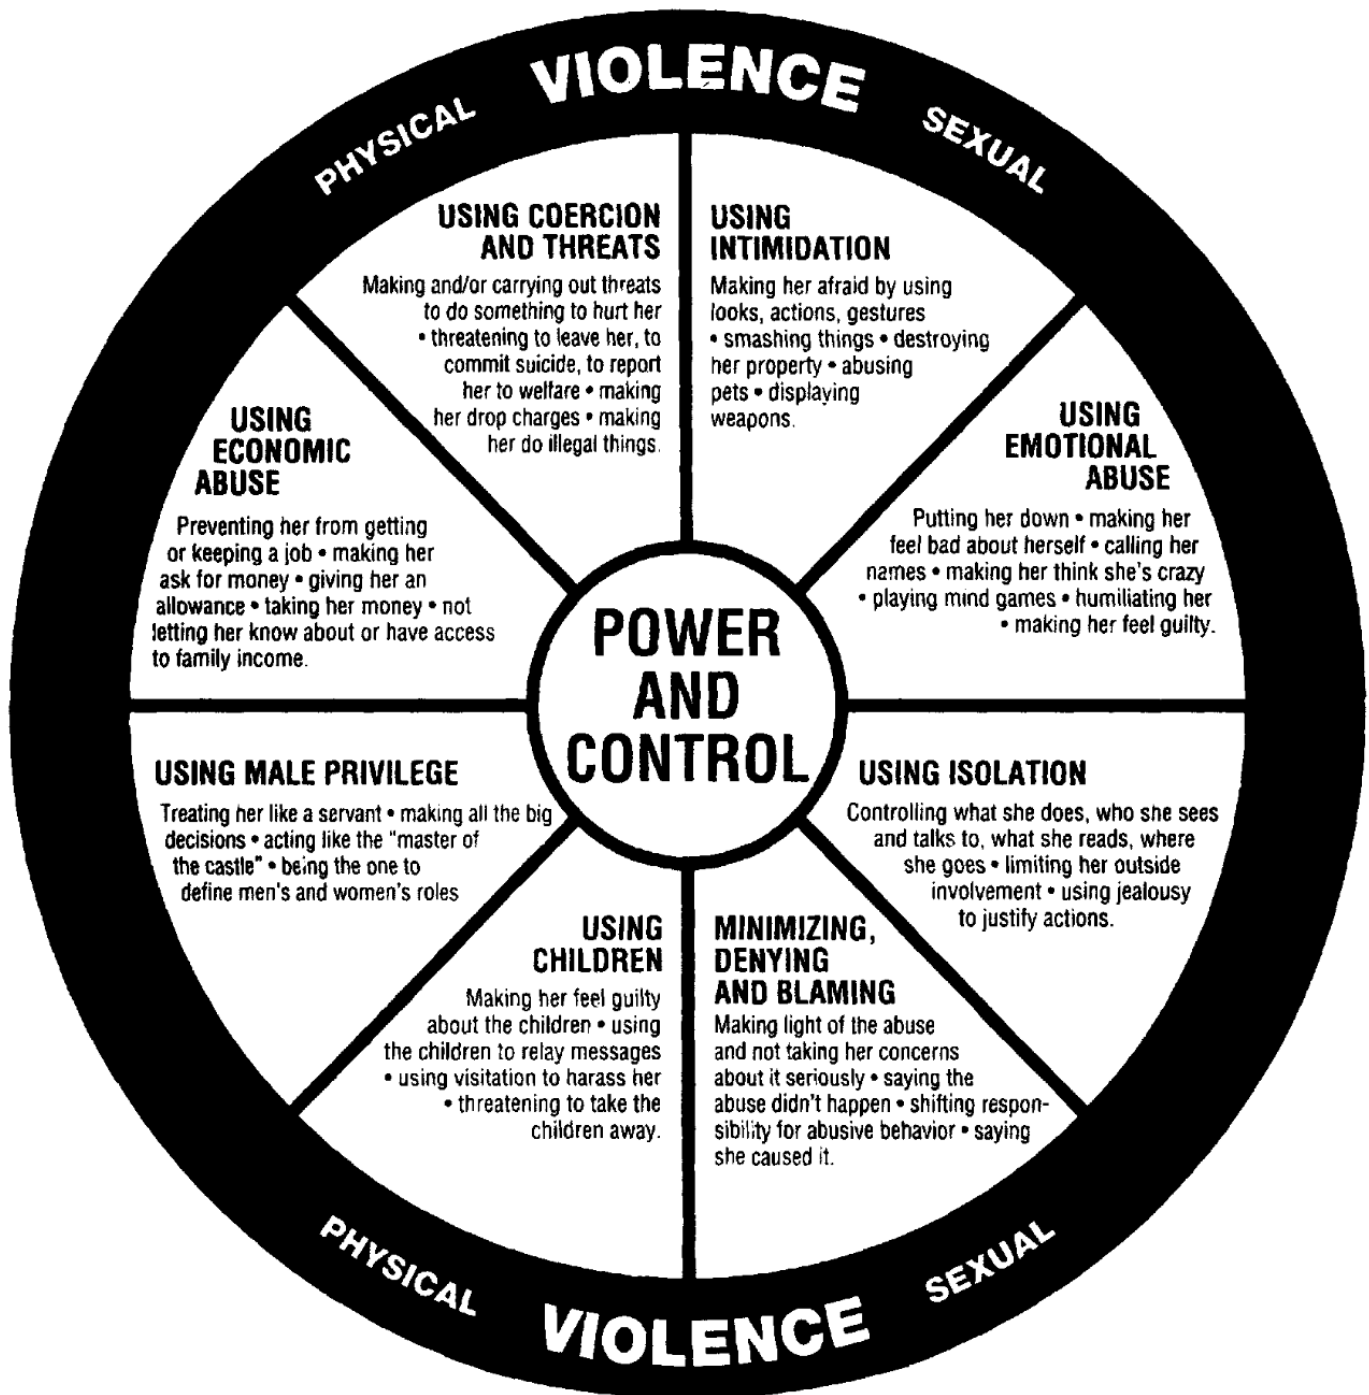 PHYSICAL VIOLENCE SEXUAL
USING COERCION
AND THREATS
Making and/or carrying out threats
to do something to hurt her
• threatening to leave her, to
commit suicide, to report
her to welfare • making
her drop charges • making
her do illegal things.
USING
INTIMIDATION
Making her afraid by using
looks, actions, gestures
• smashing things • destroying
her property • abusing
pets • displaying
weapons.
USING
EMOTIONAL
ABUSE
Putting her down • making her
feel bad about herself • calling her
names • making her think she's crazy
• playing mind games • humiliating her
• making her feel guilty.
USING ISOLATION
Controlling what she does, who she sees
and talks to, what she reads, where
she goes • limiting her outside
involvement • using jealousy
to justify actions.
MINIMIZING,
DENYING
AND BLAMING
Making light of the abuse
and not taking her concerns
about it seriously • saying the
abuse didn't happen • shifting respon-
sibility for abusive behavior • saying
she caused it.
USING
CHILDREN
Making her feel guilty
about the children • using
the children to relay messages
• using visitation to harass her
• threatening to take the
children away.
USING MALE PRIVILEGE
Treating her like a servant • making all the big
decisions • acting like the "master of
the castle" • being the one to
define men's and women's roles
USING
ECONOMIC
ABUSE
Preventing her from getting
or keeping a job • making her
ask for money • giving her an
allowance • taking her money • not
letting her know about or have access
to family income.
POWER
AND
CONTROL
PHYSICAL VIOLENCE SEXUAL